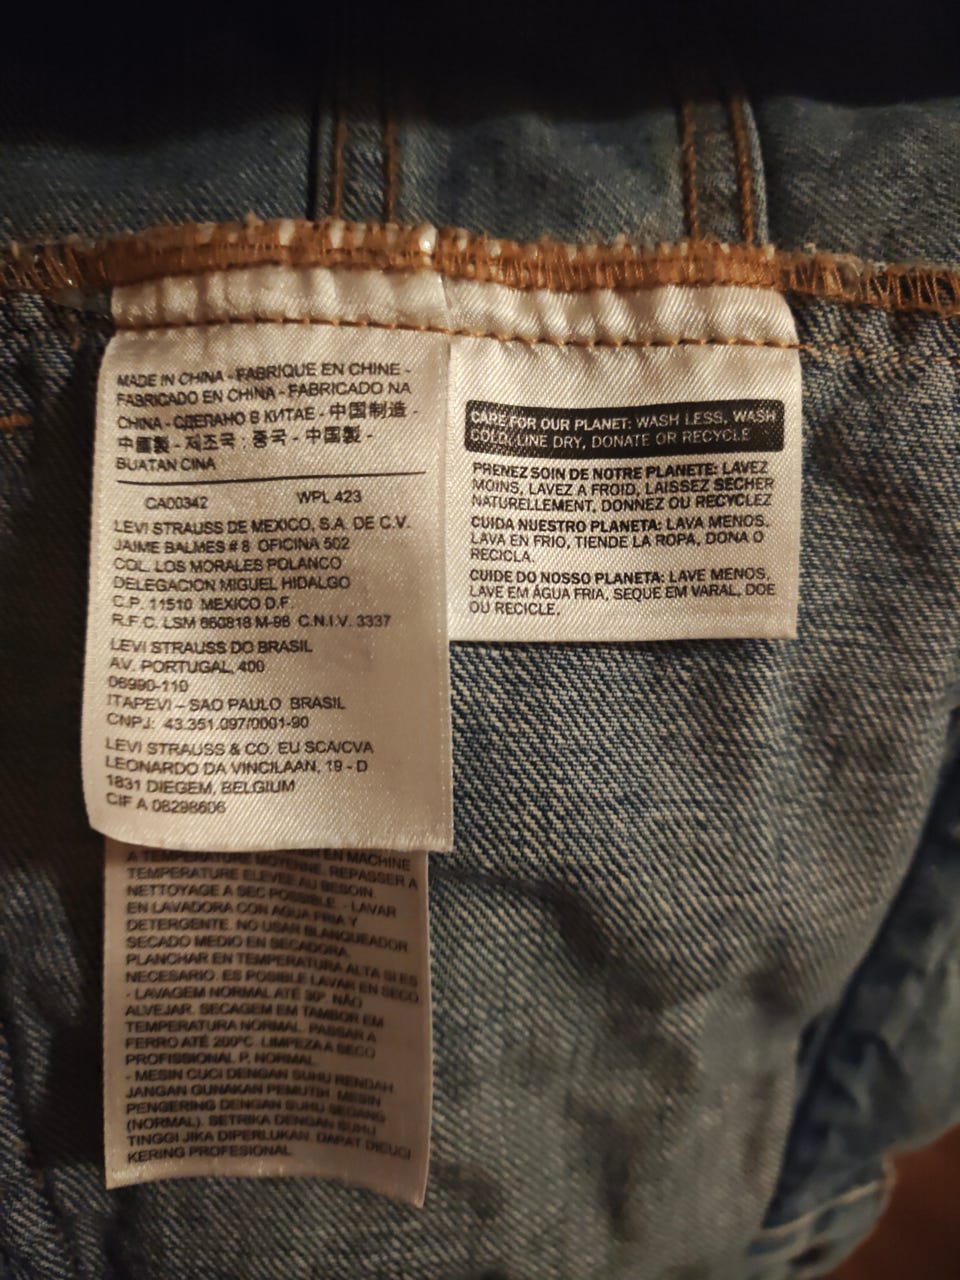 MADE IN CHINA - FABRIQUE EN CHINE -
FABRICADO EN CHINA - FABRICADO NA
CHINA - СДЕЛАНО В КИТАЕ - 中国制造 -
中國製 - 제조국 : 중국 - 中国製 -
BUATAN CINA
CA00342 WPL 423
LEVI STRAUSS DE MEXICO, S.A. DE C.V.
JAIME BALMES # 8 OFICINA 502
COL. LOS MORALES POLANCO
DELEGACION MIGUEL HIDALGO
C.P. 11510 MEXICO D.F.
R.F.C. LSM 860818 M-98 C.N.I.V. 3337
LEVI STRAUSS DO BRASIL
AV. PORTUGAL, 400
06990-110
ITAPEVI – SAO PAULO BRASIL
CNPJ: 43.351.097/0001-90
LEVI STRAUSS & CO. EU SCA/CVA
LEONARDO DA VINCILAAN, 19 - D
1831 DIEGEM, BELGIUM
CIF A 08298606
EN MACHINE
A TEMPERATURE MOYENNE. REPASSER A
TEMPERATURE ELEVEE AU BESOIN.
NETTOYAGE A SEC POSSIBLE. - LAVAR
EN LAVADORA CON AGUA FRIA Y
DETERGENTE. NO USAR BLANQUEADOR
SECADO MEDIO EN SECADORA.
PLANCHAR EN TEMPERATURA ALTA SI ES
NECESARIO. ES POSIBLE LAVAR EN SECO
- LAVAGEM NORMAL ATÉ 30º. NÃO
ALVEJAR. SECAGEM EM TAMBOR EM
TEMPERATURA NORMAL. PASSAR A
FERRO ATÉ 200ºC. LIMPEZA A SECO
PROFISSIONAL P. NORMAL
- MESIN CUCI DENGAN SUHU RENDAH
JANGAN GUNAKAN PEMUTIH. MESIN
PENGERING DENGAN SUHU SEDANG
(NORMAL). SETRIKA DENGAN SUHU
TINGGI JIKA DIPERLUKAN. DAPAT DICUCI
KERING PROFESIONAL
CARE FOR OUR PLANET: WASH LESS, WASH
COLD, LINE DRY, DONATE OR RECYCLE
PRENEZ SOIN DE NOTRE PLANETE: LAVEZ
MOINS, LAVEZ A FROID, LAISSEZ SECHER
NATURELLEMENT, DONNEZ OU RECYCLEZ
CUIDA NUESTRO PLANETA: LAVA MENOS,
LAVA EN FRIO, TIENDE LA ROPA, DONA O
RECICLA.
CUIDE DO NOSSO PLANETA: LAVE MENOS,
LAVE EM ÁGUA FRIA, SEQUE EM VARAL, DOE
OU RECICLE.